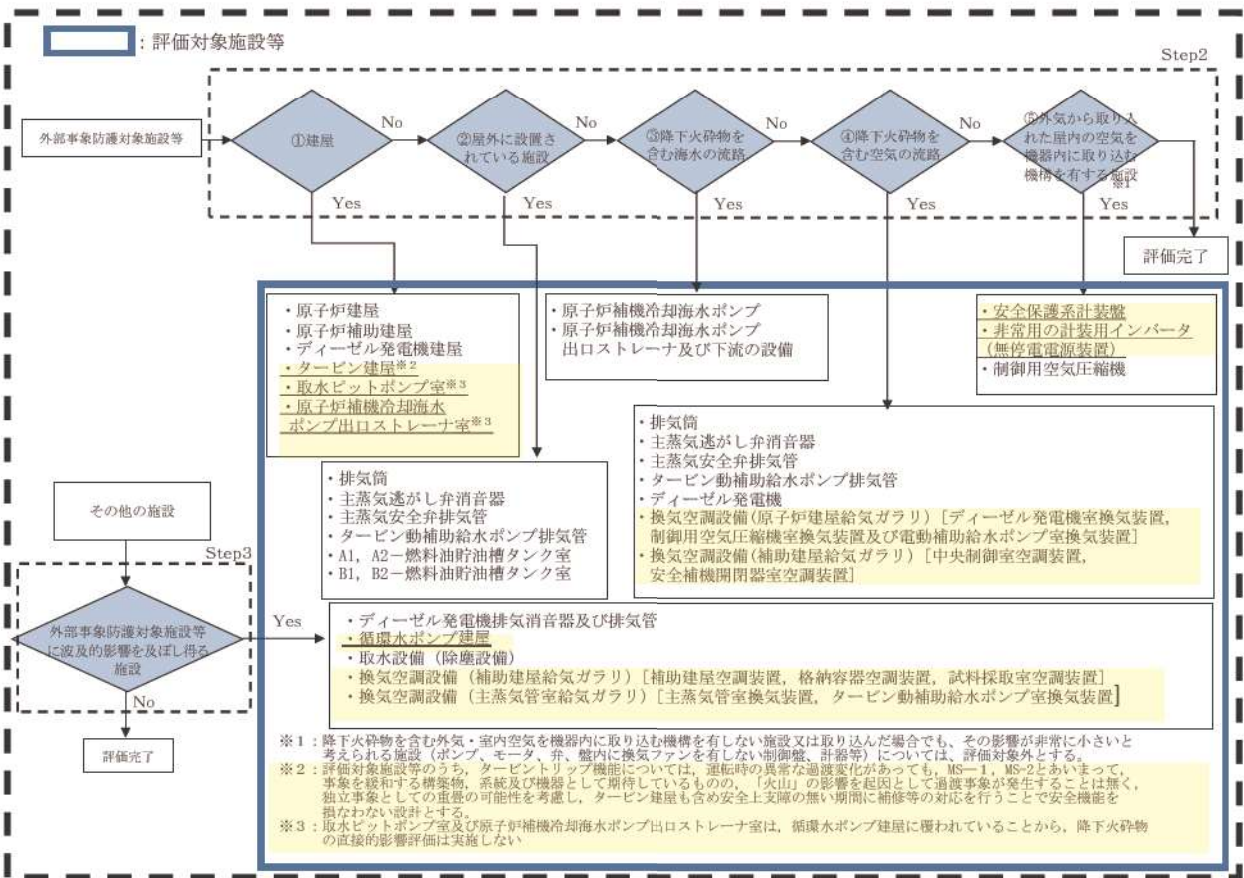 ：評価対象施設等
Step2
外部事象防護対象施設等
①建屋
No
②屋外に設置さ
れている施設
No
③降下火砕物を
含む海水の流路
No
④降下火砕物を
含む空気の流路
No
⑤外気から取り入
れた屋内の空気を
機器内に取り込む
機構を有する施設
※1
Yes
Yes
Yes
Yes
Yes
評価完了
・原子炉建屋
・原子炉補助建屋
・ディーゼル発電機建屋
・タービン建屋※２
・取水ピットポンプ室※３
・原子炉補機冷却海水
ポンプ出口ストレーナ室※３
・原子炉補機冷却海水ポンプ
・原子炉補機冷却海水ポンプ
出口ストレーナ及び下流の設備
・安全保護系計装盤
・非常用の計装用インバータ
（無停電電源装置）
・制御用空気圧縮機
・排気筒
・主蒸気逃がし弁消音器
・主蒸気安全弁排気管
・タービン動補助給水ポンプ排気管
・A1, A2－燃料油貯油槽タンク室
・B1, B2－燃料油貯油槽タンク室
・排気筒
・主蒸気逃がし弁消音器
・主蒸気安全弁排気管
・タービン動補助給水ポンプ排気管
・ディーゼル発電機
・換気空調設備(原子炉建屋給気ガラリ)［ディーゼル発電機室換気装置，
制御用空気圧縮機室換気装置及び電動補助給水ポンプ室換気装置］
・換気空調設備(補助建屋給気ガラリ)［中央制御室空調装置，
安全補機開閉器室空調装置］
その他の施設
Step3
外部事象防護対象施設等
に波及的影響を及ぼし得る
施設
Yes
No
評価完了
・ディーゼル発電機排気消音器及び排気管
・循環水ポンプ建屋
・取水設備（除塵設備）
・換気空調設備（補助建屋給気ガラリ）［補助建屋空調装置，格納容器空調装置，試料採取室空調装置］
・換気空調設備（主蒸気管室給気ガラリ）［主蒸気管室換気装置，タービン動補助給水ポンプ室換気装置］
※１：降下火砕物を含む外気・室内空気を機器内に取り込む機構を有しない施設又は取り込んだ場合でも、その影響が非常に小さいと
考えられる施設（ポンプ、モータ、弁、盤内に換気ファンを有しない制御盤、計器等）については、評価対象外とする。
※２：評価対象施設等のうち，タービントリップ機能については，運転時の異常な過渡変化があっても，MS－１，MS-2とあいまって，
事象を緩和する構築物，系統及び機器として期待しているものの，「火山」の影響を起因として過渡事象が発生することは無く，
独立事象としての重畳の可能性を考慮し，タービン建屋も含め安全上支障の無い期間に補修等の対応を行うことで安全機能を
損なわない設計とする。
※３：取水ピットポンプ室及び原子炉補機冷却海水ポンプ出口ストレーナ室は，循環水ポンプ建屋に覆われていることから，降下火砕物
の直接的影響評価は実施しない